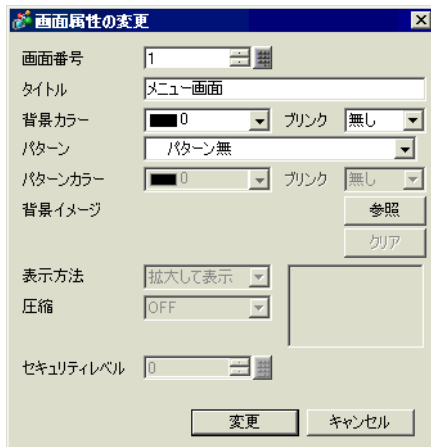 画面属性の変更
画面番号 1
タイトル メニュー画面
背景カラー 0 ブリンク 無し
パターン パターン無
パターンカラー 0 ブリンク 無し
背景イメージ 参照
クリア
表示方法 拡大して表示
圧縮 OFF
セキュリティレベル 0
変更 キャンセル